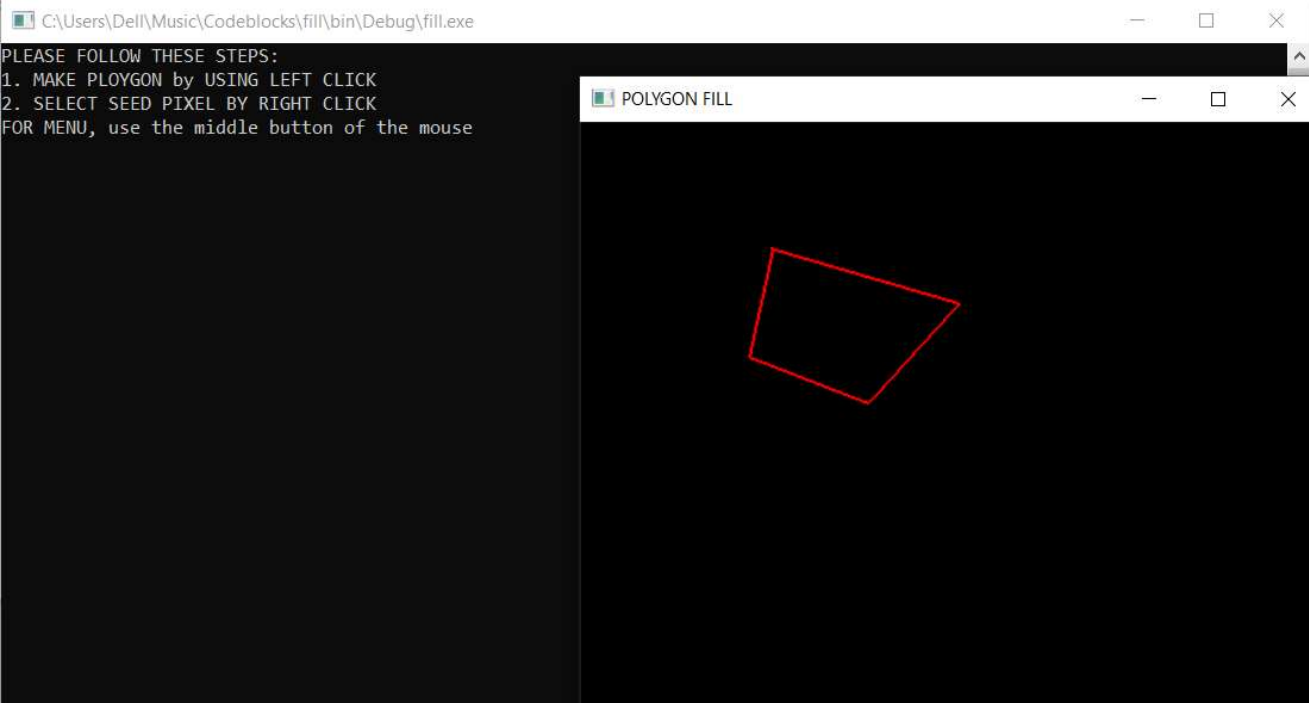 C:\Users\Dell\Music\Codeblocks\fill\bin\Debug\fill.exe
PLEASE FOLLOW THESE STEPS:
1. MAKE PLOYGON by USING LEFT CLICK
2. SELECT SEED PIXEL BY RIGHT CLICK
FOR MENU, use the middle button of the mouse
POLYGON FILL